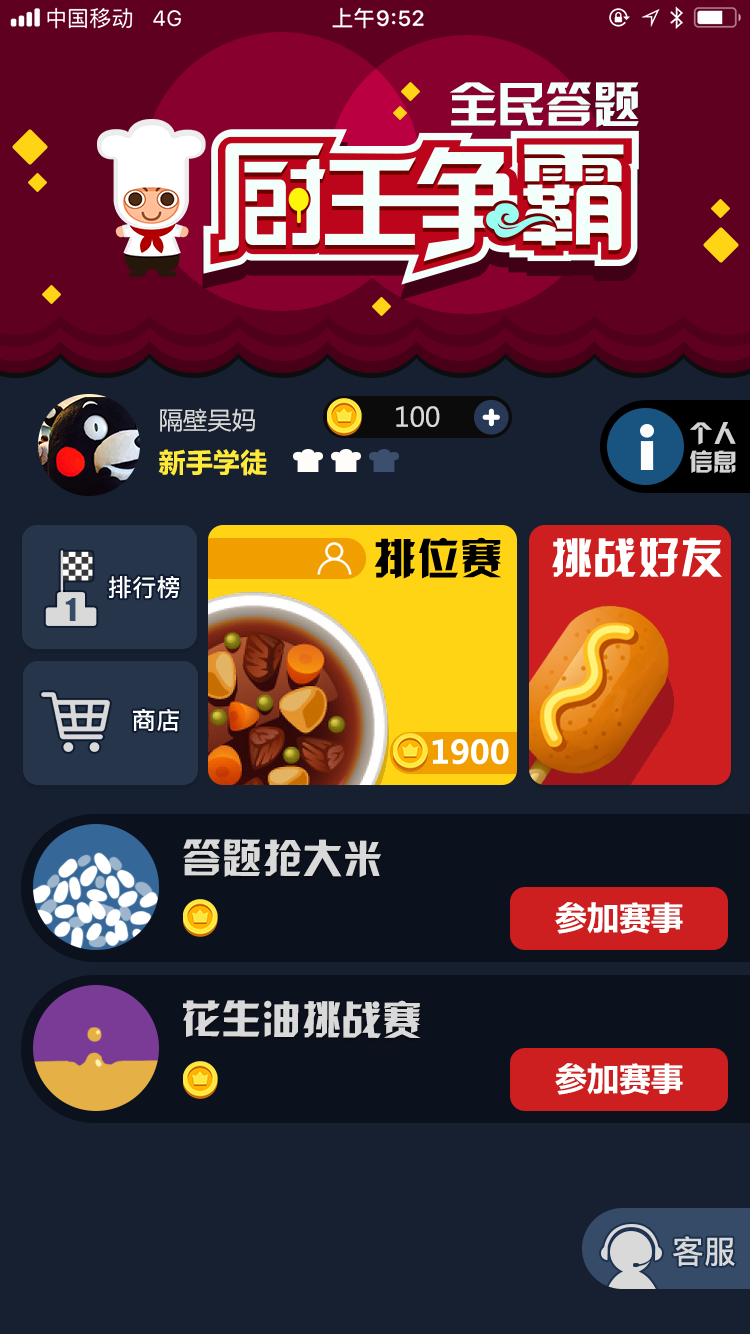 中国移动 4G 上午9:52
全民答题
厨王争霸
隔壁吴妈
100
新手学徒
个人
信息
排行榜
1
排位赛
挑战好友
商店
1900
答题抢大米
参加赛事
花生油挑战赛
参加赛事
客服